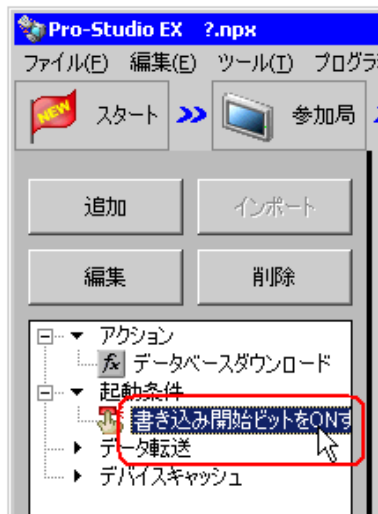 Pro-Studio EX ?.npx
ファイル(F) 編集(E) ツール(T) プログラ
NEW スタート >> 参加局
追加 インポート
編集 削除
アクション
fx データベースダウンロード
起動条件
書き込み開始ビットをONす
データ転送
デバイスキャッシュ